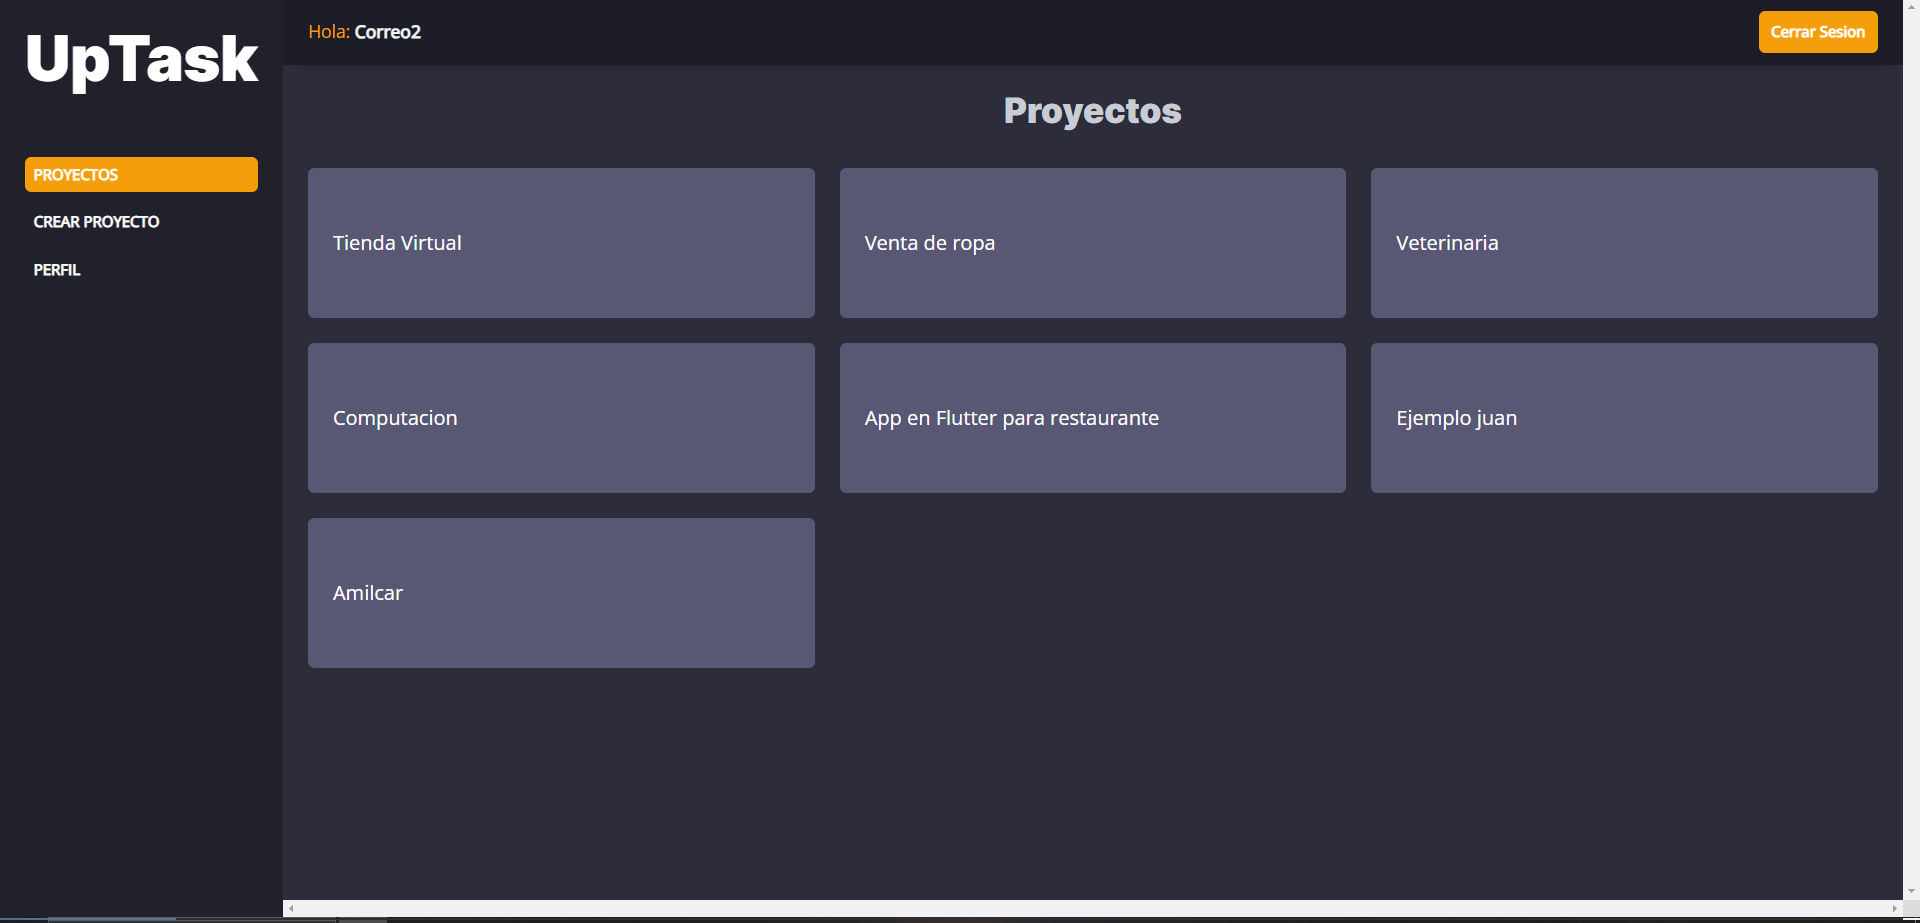 UpTask
PROYECTOS
CREAR PROYECTO
PERFIL
Hola: Correo2
Cerrar Sesion
Proyectos
Tienda Virtual
Venta de ropa
Veterinaria
Computacion
App en Flutter para restaurante
Ejemplo juan
Amilcar